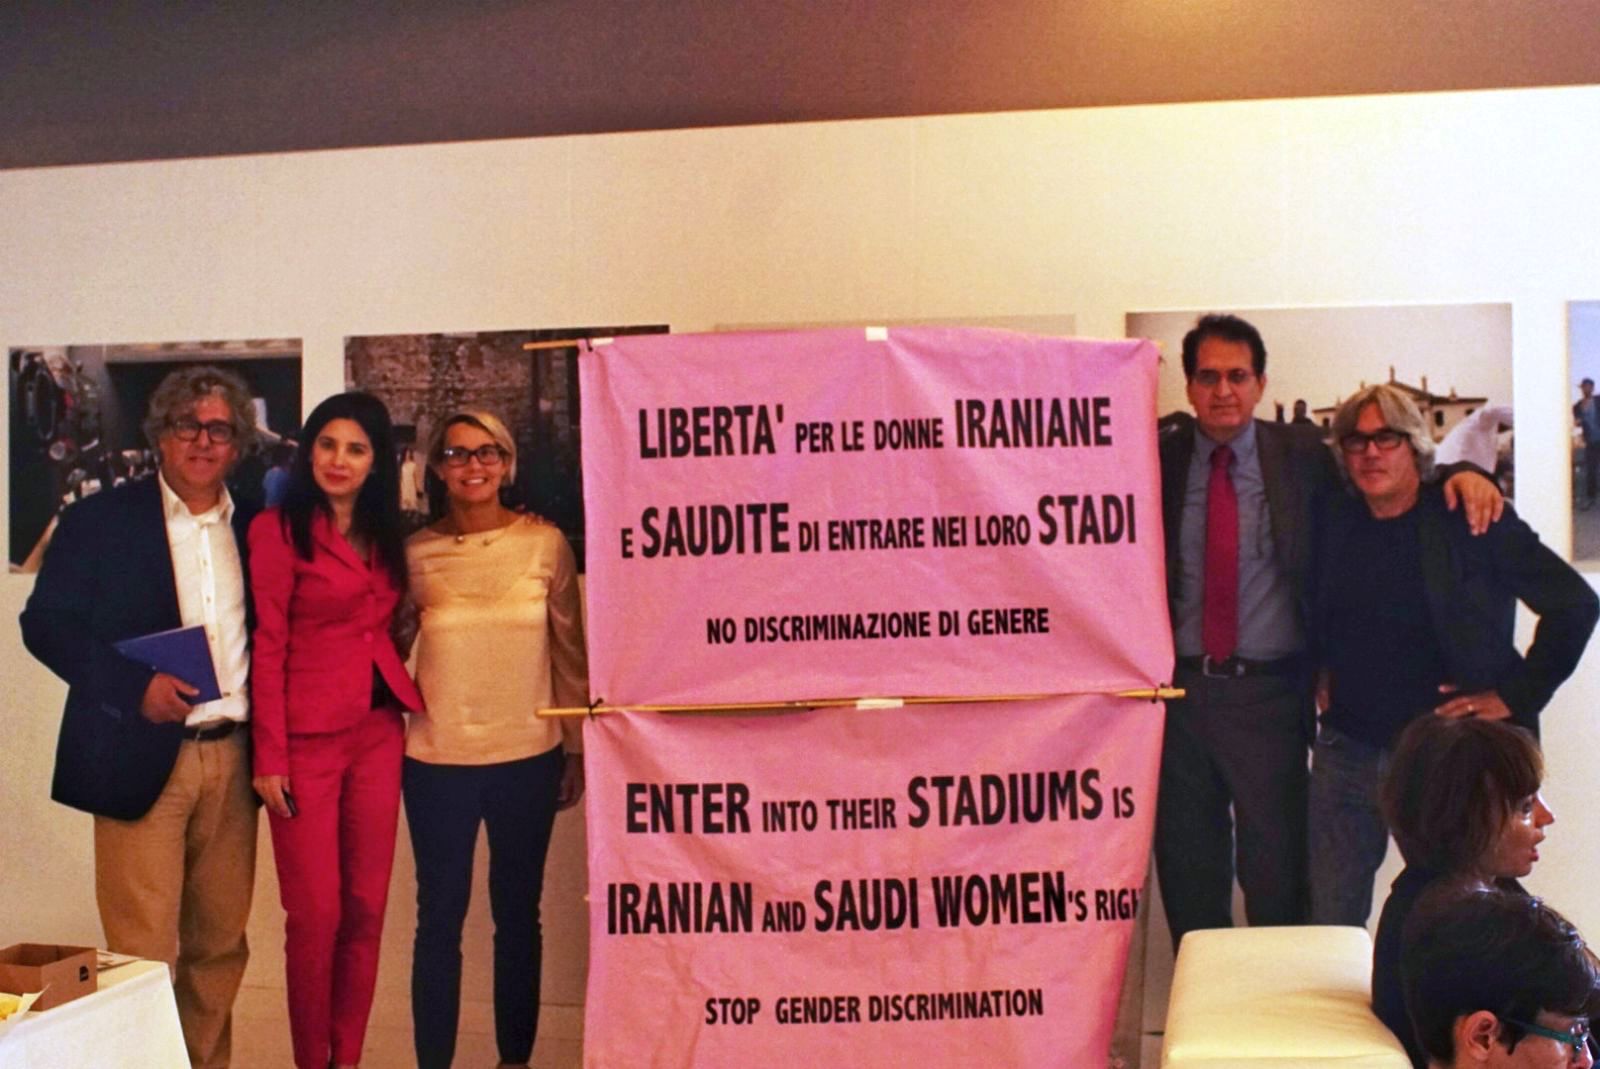 LIBERTA' PER LE DONNE IRANIANE
E SAUDITE DI ENTRARE NEI LORO STADI
NO DISCRIMINAZIONE DI GENERE
ENTER INTO THEIR STADIUMS IS
IRANIAN AND SAUDI WOMEN'S RIGH
STOP GENDER DISCRIMINATION